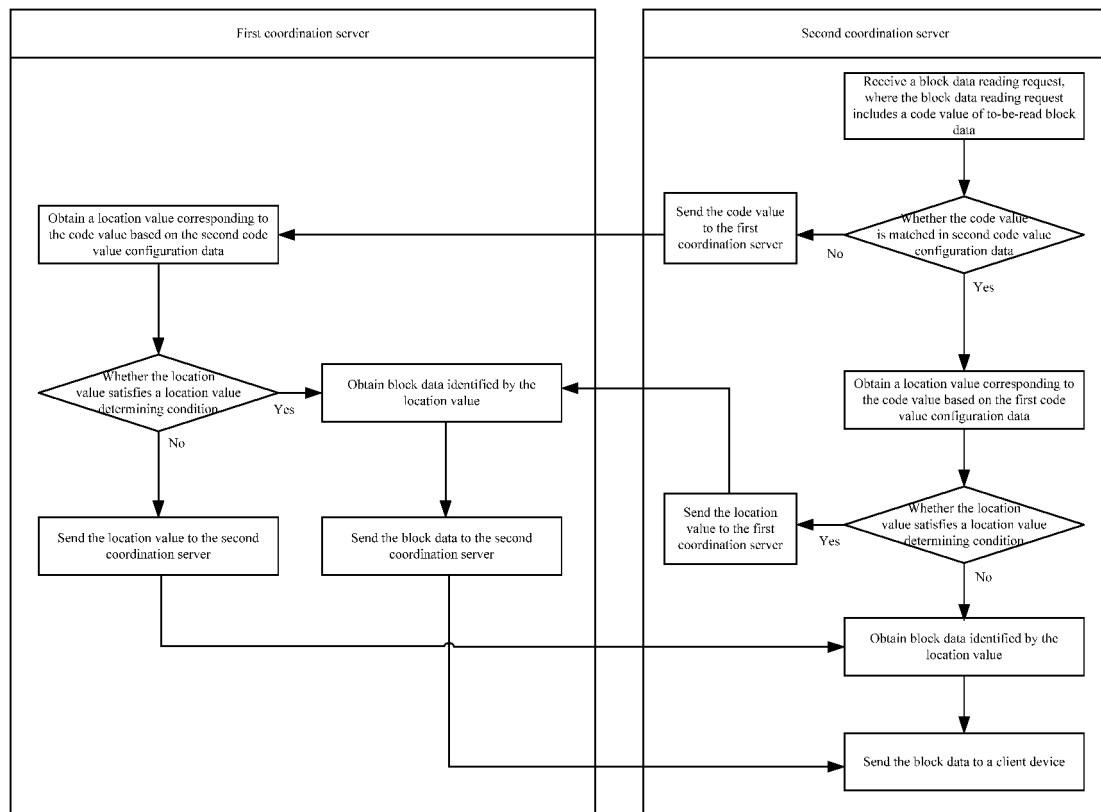 First coordination server
Second coordination server
Receive a block data reading request,
where the block data reading request
includes a code value of to-be-read block
data
Obtain a location value corresponding to
the code value based on the second code
value configuration data
Send the code value
to the first
coordination server
Whether the code value
is matched in second code value
configuration data
No
Yes
Whether the location
value satisfies a location value
determining condition
Yes
No
Obtain block data identified by the
location value
Obtain a location value corresponding to
the code value based on the first code
value configuration data
Send the location value to the second
coordination server
Send the block data to the second
coordination server
Send the location
value to the first
coordination server
Whether the location
value satisfies a location value
determining condition
Yes
No
Obtain block data identified by the
location value
Send the block data to a client device